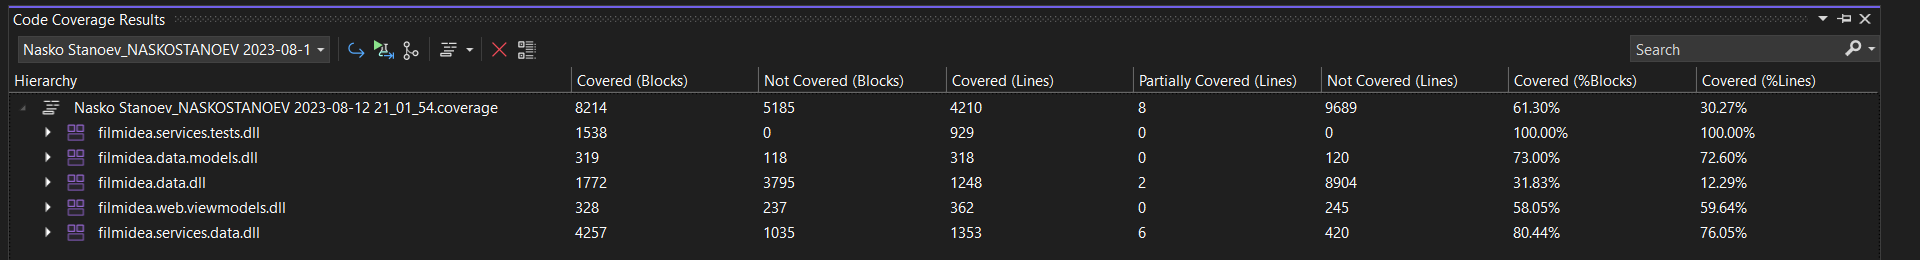 Code Coverage Results
Nasko Stanoev_NASKOSTANOEV 2023-08-1
Search
Hierarchy Covered (Blocks) Not Covered (Blocks) Covered (Lines) Partially Covered (Lines) Not Covered (Lines) Covered (%Blocks) Covered (%Lines)
Nasko Stanoev_NASKOSTANOEV 2023-08-12 21_01_54.coverage 8214 5185 4210 8 9689 61.30% 30.27%
filmidea.services.tests.dll 1538 0 929 0 0 100.00% 100.00%
filmidea.data.models.dll 319 118 318 0 120 73.00% 72.60%
filmidea.data.dll 1772 3795 1248 2 8904 31.83% 12.29%
filmidea.web.viewmodels.dll 328 237 362 0 245 58.05% 59.64%
filmidea.services.data.dll 4257 1035 1353 6 420 80.44% 76.05%